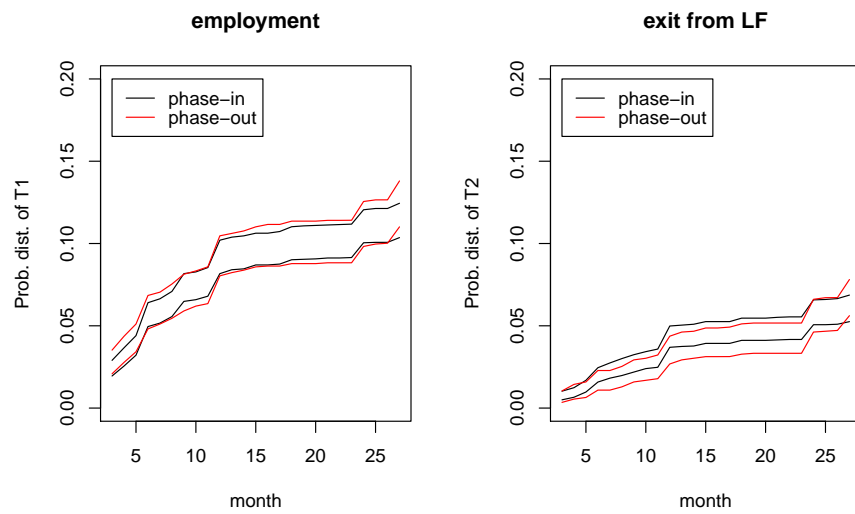 employment
Prob. dist. of T1
0.20
0.15
0.10
0.05
0.00
phase−in
phase−out
5 10 15 20 25
month
exit from LF
Prob. dist. of T2
0.20
0.15
0.10
0.05
0.00
phase−in
phase−out
5 10 15 20 25
month